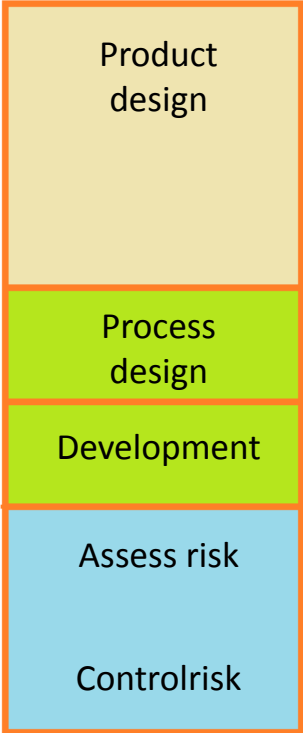 Product
design
Process
design
Development
Assess risk
Controlrisk